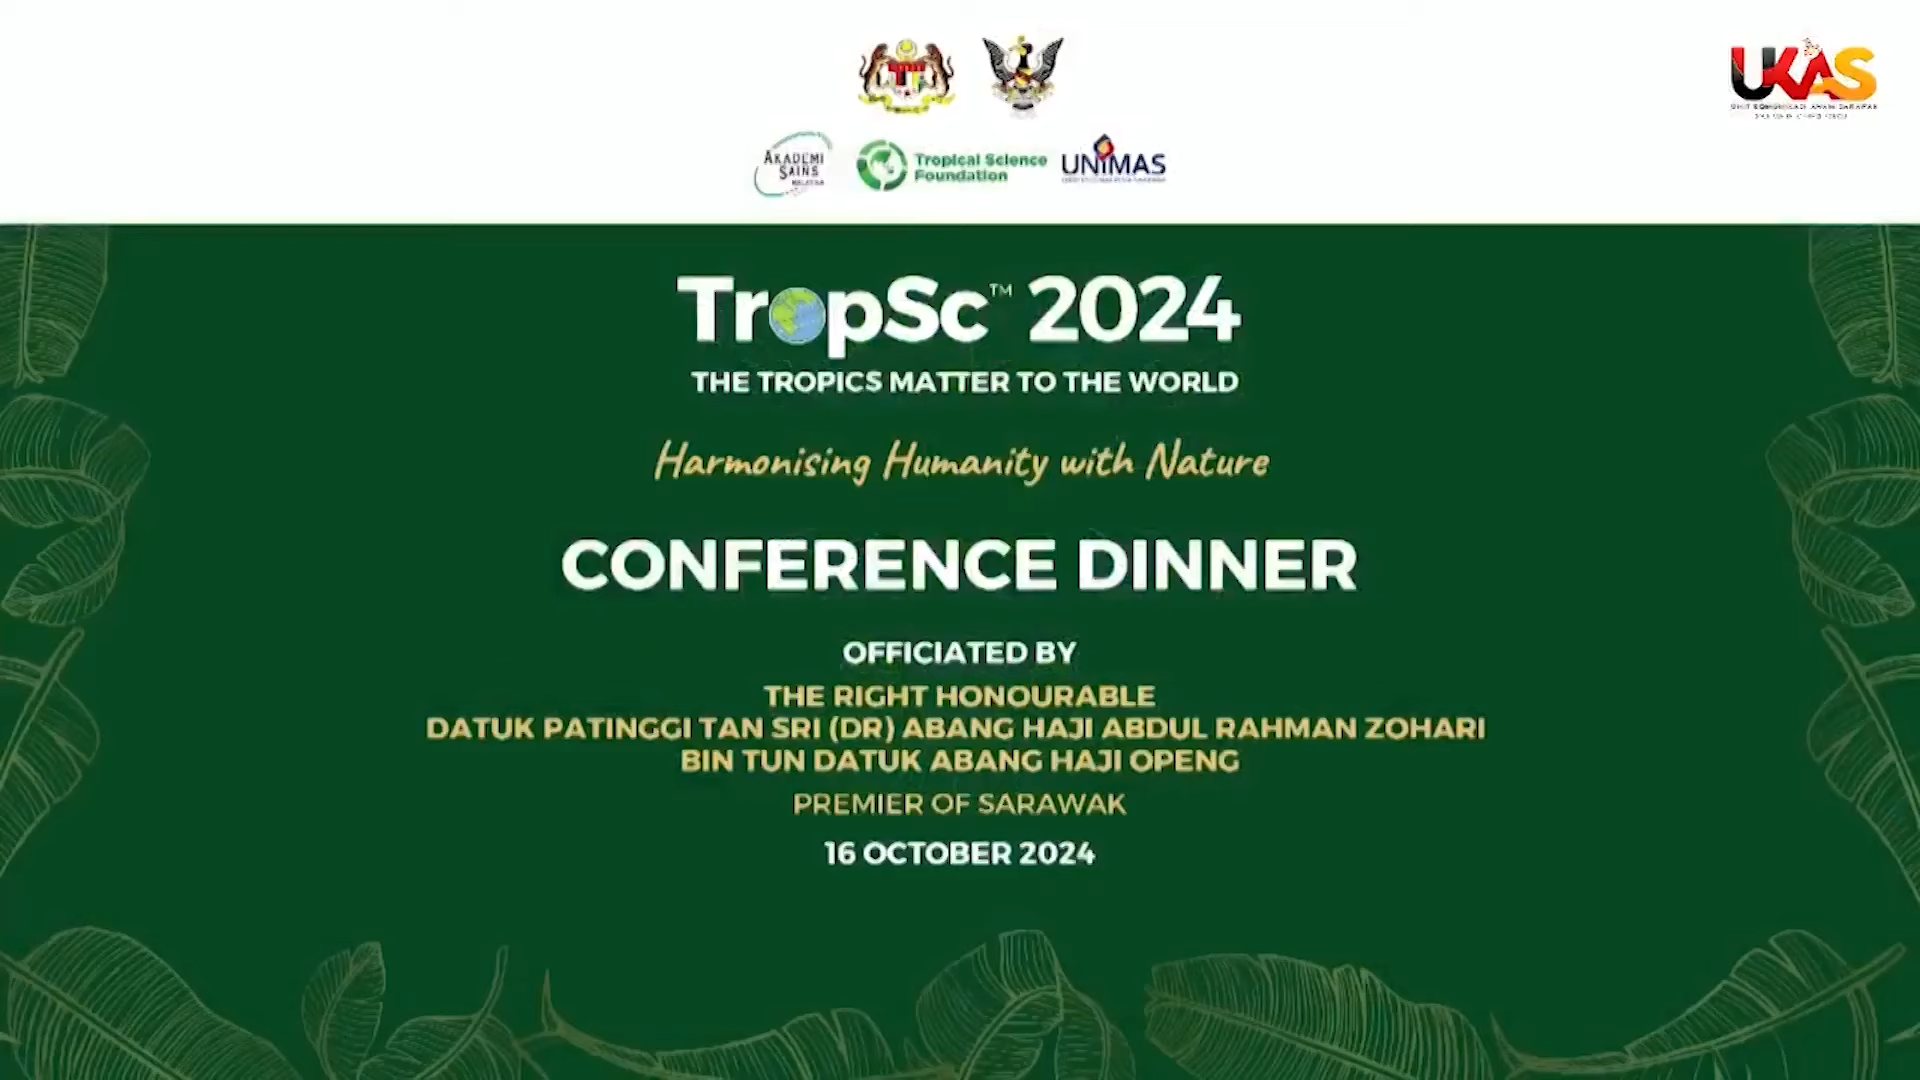 UKAS
AKADEMI
SAINS
MALAYSIA
Tropical Science
Foundation
UNIMAS
TropSc™ 2024
THE TROPICS MATTER TO THE WORLD
Harmonising Humanity with Nature
CONFERENCE DINNER
OFFICIATED BY
THE RIGHT HONOURABLE
DATUK PATINGGI TAN SRI (DR) ABANG HAJI ABDUL RAHMAN ZOHARI
BIN TUN DATUK ABANG HAJI OPENG
PREMIER OF SARAWAK
16 OCTOBER 2024